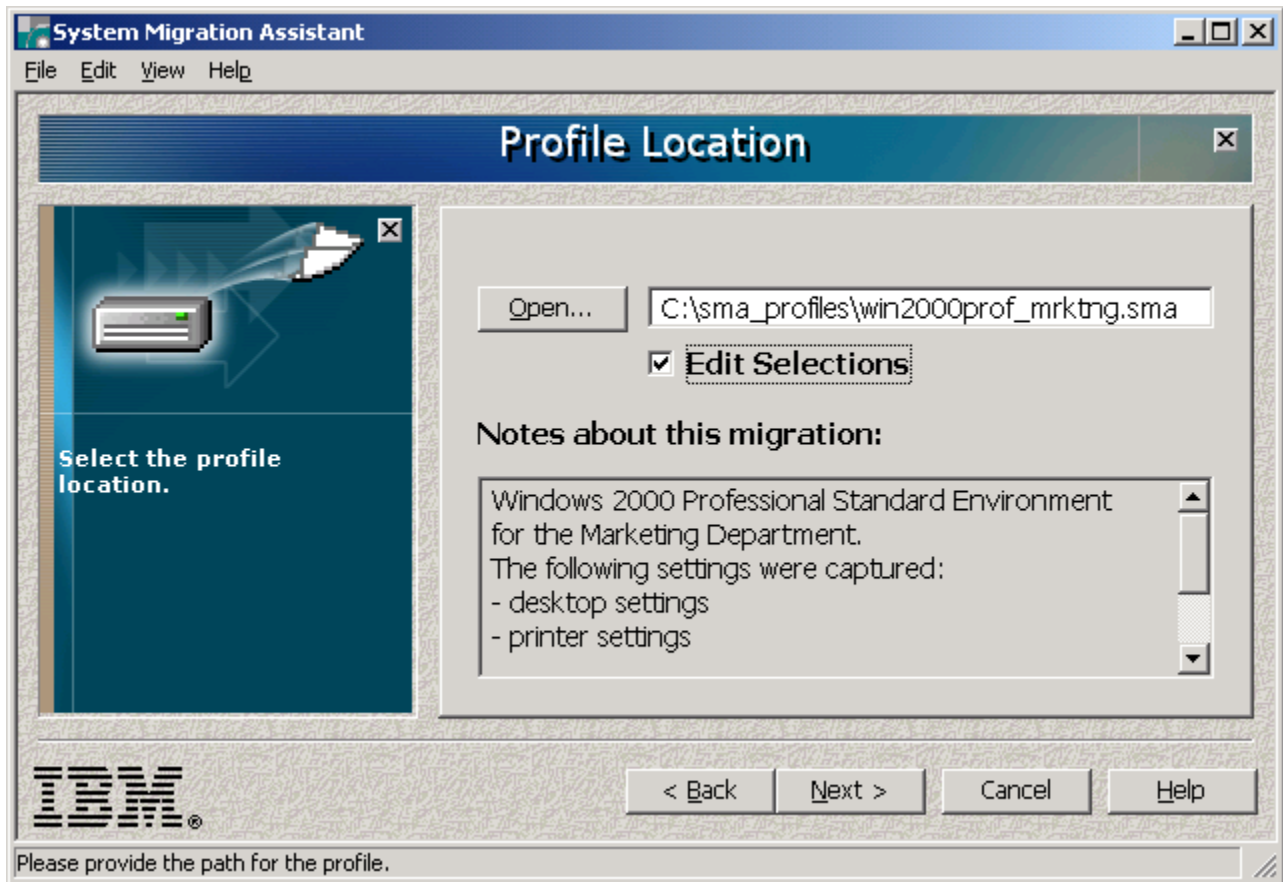 System Migration Assistant
File Edit View Help
Profile Location
Select the profile
location.
Open... C:\sma_profiles\win2000prof_mrktng.sma
Edit Selections
Notes about this migration:
Windows 2000 Professional Standard Environment
for the Marketing Department.
The following settings were captured:
- desktop settings
- printer settings
IBM®
< Back Next > Cancel Help
Please provide the path for the profile.